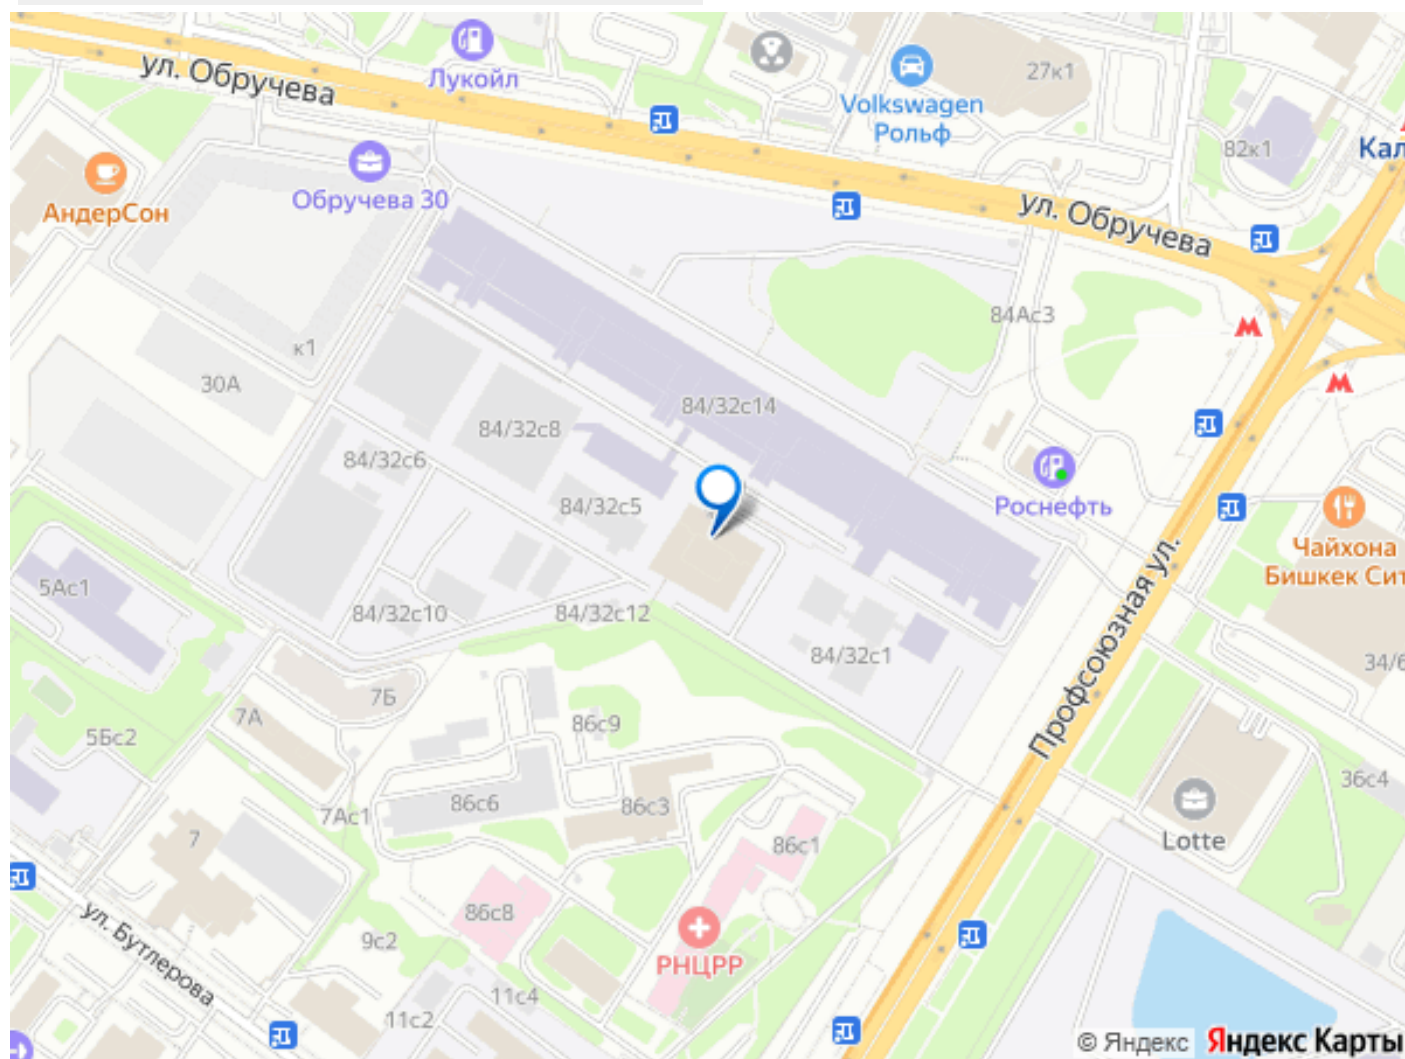 ул. Обручева
Лукойл
Volkswagen
Рольф
27к1
82к1
Кал
АндерСон
Обручева 30
ул. Обручева
84Ас3
к1
30А
84/32с14
84/32с8
84/32с6
84/32с5
Роснефть
Чайхона
Бишкек Сит
5Ас1
84/32с10
84/32с12
84/32с1
34/6
Профсоюзная ул.
7Б
7А
86с9
5Бс2
36с4
7Ас1
86с6
86с3
86с1
Lotte
7
86с8
ул. Бутлерова
9с2
РНЦРР
11с4
11с2
© Яндекс Яндекс Карты